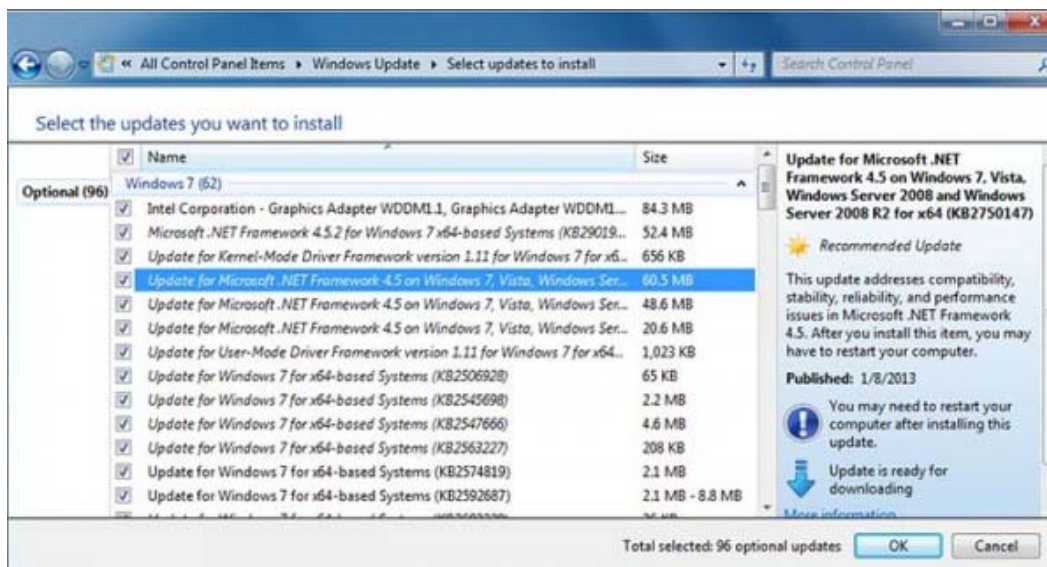 « All Control Panel Items ▸ Windows Update ▸ Select updates to install
Search Control Panel
Select the updates you want to install
Name Size
Optional (96)
Windows 7 (62)
Intel Corporation - Graphics Adapter WDDM1.1, Graphics Adapter WDDM1... 84.3 MB
Microsoft .NET Framework 4.5.2 for Windows 7 x64-based Systems (KB29019... 52.4 MB
Update for Kernel-Mode Driver Framework version 1.11 for Windows 7 for x6... 656 KB
Update for Microsoft .NET Framework 4.5 on Windows 7, Vista, Windows Ser... 60.5 MB
Update for Microsoft .NET Framework 4.5 on Windows 7, Vista, Windows Ser... 48.6 MB
Update for Microsoft .NET Framework 4.5 on Windows 7, Vista, Windows Ser... 20.6 MB
Update for User-Mode Driver Framework version 1.11 for Windows 7 for x64... 1,023 KB
Update for Windows 7 for x64-based Systems (KB2506928) 65 KB
Update for Windows 7 for x64-based Systems (KB2545698) 2.2 MB
Update for Windows 7 for x64-based Systems (KB2547666) 4.6 MB
Update for Windows 7 for x64-based Systems (KB2563227) 208 KB
Update for Windows 7 for x64-based Systems (KB2574819) 2.1 MB
Update for Windows 7 for x64-based Systems (KB2592687) 2.1 MB - 8.8 MB
Update for Microsoft .NET
Framework 4.5 on Windows 7, Vista,
Windows Server 2008 and Windows
Server 2008 R2 for x64 (KB2750147)
Recommended Update
This update addresses compatibility,
stability, reliability, and performance
issues in Microsoft .NET Framework
4.5. After you install this item, you may
have to restart your computer.
Published: 1/8/2013
You may need to restart your
computer after installing this
update.
Update is ready for
downloading
More information
Total selected: 96 optional updates
OK
Cancel